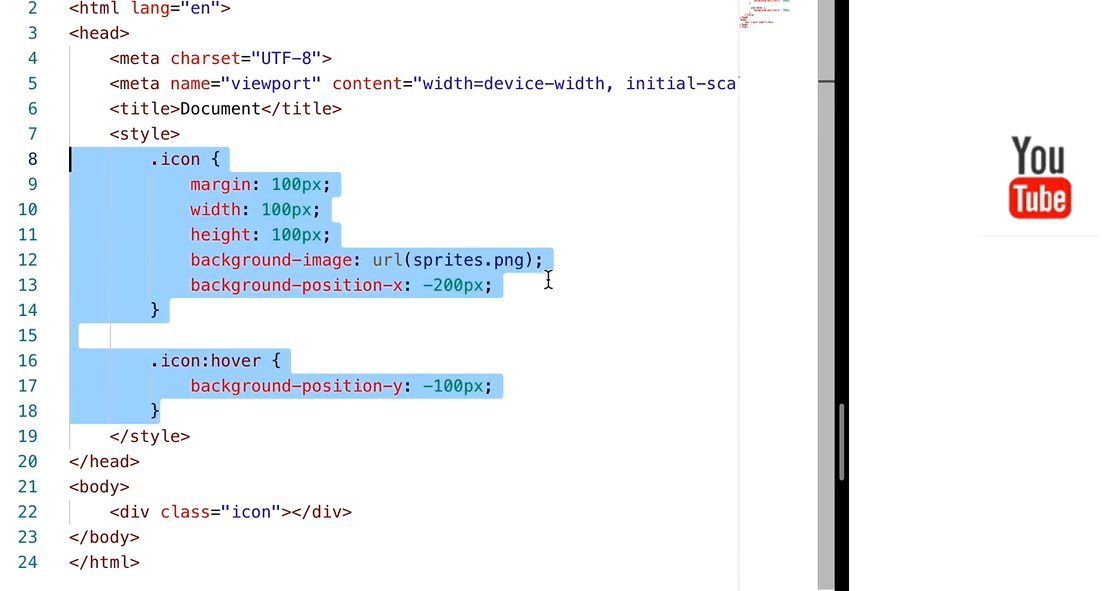 2 <html lang="en">
3 <head>
4 <meta charset="UTF-8">
5 <meta name="viewport" content="width=device-width, initial-sca
6 <title>Document</title>
7 <style>
8 .icon {
9 margin: 100px;
10 width: 100px;
11 height: 100px;
12 background-image: url(sprites.png);
13 background-position-x: -200px;
14 }
15
16 .icon:hover {
17 background-position-y: -100px;
18 }
19 </style>
20 </head>
21 <body>
22 <div class="icon"></div>
23 </body>
24 </html>
You
Tube